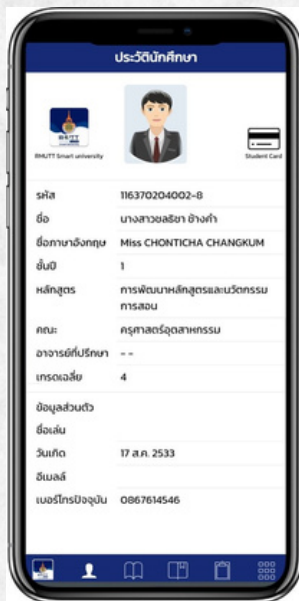 ประวัตินักศึกษา
RMUTT
RMUTT Smart university
Student Card
รหัส 116370204002-8
ชื่อ นางสาวชลธิชา ช้างคำ
ชื่อภาษาอังกฤษ Miss CHONTICHA CHANGKUM
ชั้นปี 1
หลักสูตร การพัฒนาหลักสูตรและนวัตกรรม
การสอน
คณะ ครุศาสตร์อุตสาหกรรม
อาจารย์ที่ปรึกษา - -
เกรดเฉลี่ย 4
ข้อมูลส่วนตัว
ชื่อเล่น
วันเกิด 17 ส.ค. 2533
อีเมลล์
เบอร์โทรปัจจุบัน 0867614546